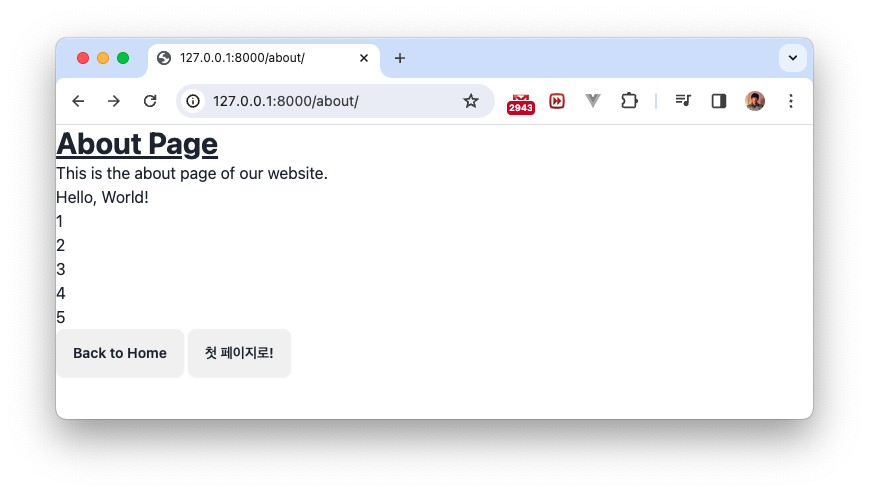 127.0.0.1:8000/about/
127.0.0.1:8000/about/
2943
About Page
This is the about page of our website.
Hello, World!
1
2
3
4
5
Back to Home 첫 페이지로!